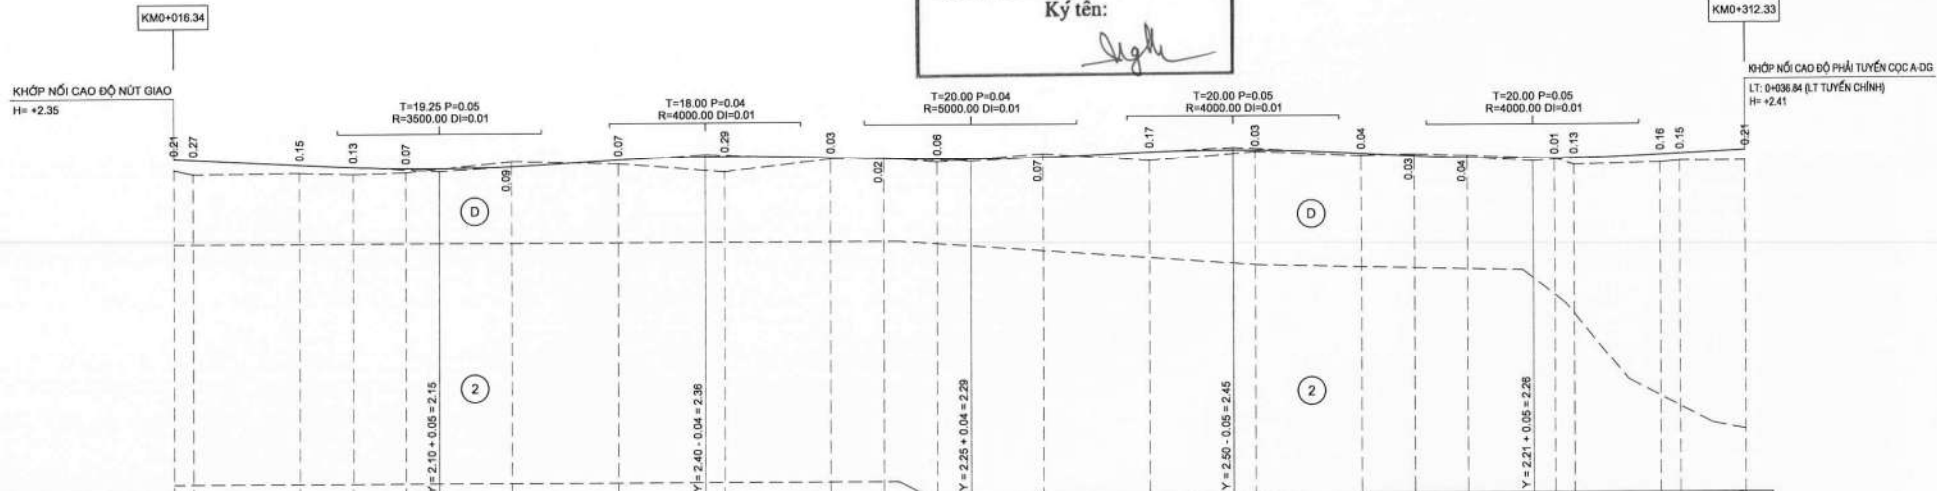 KM0+016.34
Ký tên:
KM0+312.33
KHỚP NỐI CAO ĐỘ NÚT GIAO
H= +2.35
KHỚP NỐI CAO ĐỘ PHẢI TUYẾN CỌC A-DG
LT: 0+036.84 (LT TUYẾN CHÍNH)
H= +2.41
T=19.25 P=0.05
R=3500.00 DI=0.01
T=18.00 P=0.04
R=4000.00 DI=0.01
T=20.00 P=0.04
R=5000.00 DI=0.01
T=20.00 P=0.05
R=4000.00 DI=0.01
T=20.00 P=0.05
R=4000.00 DI=0.01
0.21
0.27
0.15
0.13
0.07
0.09
0.07
0.29
0.03
0.02
0.06
0.07
0.17
0.03
0.04
0.03
0.04
0.01
0.13
0.16
0.15
0.21
D
D
2
2
Y = 2.10 + 0.05 = 2.15
Y = 2.40 - 0.04 = 2.36
Y = 2.25 + 0.04 = 2.29
Y = 2.50 - 0.05 = 2.45
Y = 2.21 + 0.05 = 2.26